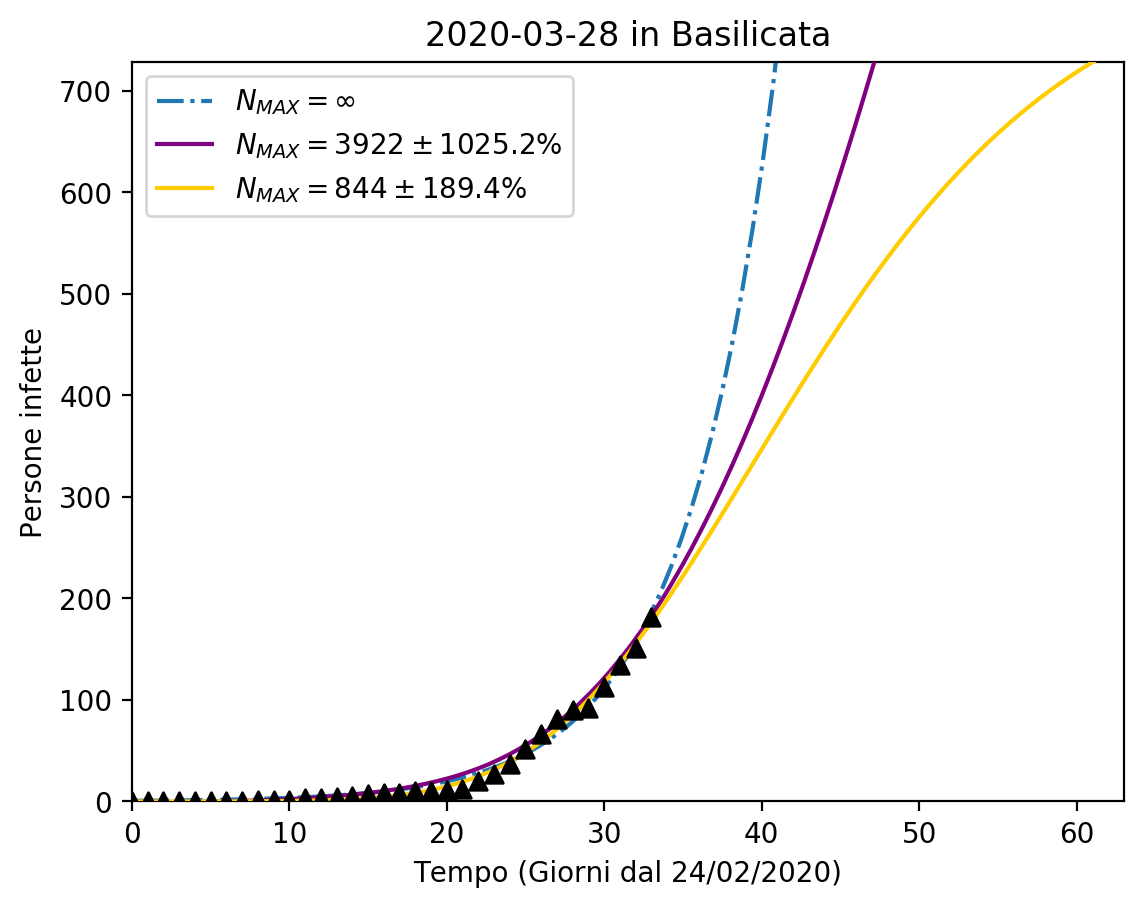 2020-03-28 in Basilicata
N_MAX = ∞
N_MAX = 3922 ± 1025.2%
N_MAX = 844 ± 189.4%
Persone infette
700
600
500
400
300
200
100
0
0 10 20 30 40 50 60
Tempo (Giorni dal 24/02/2020)